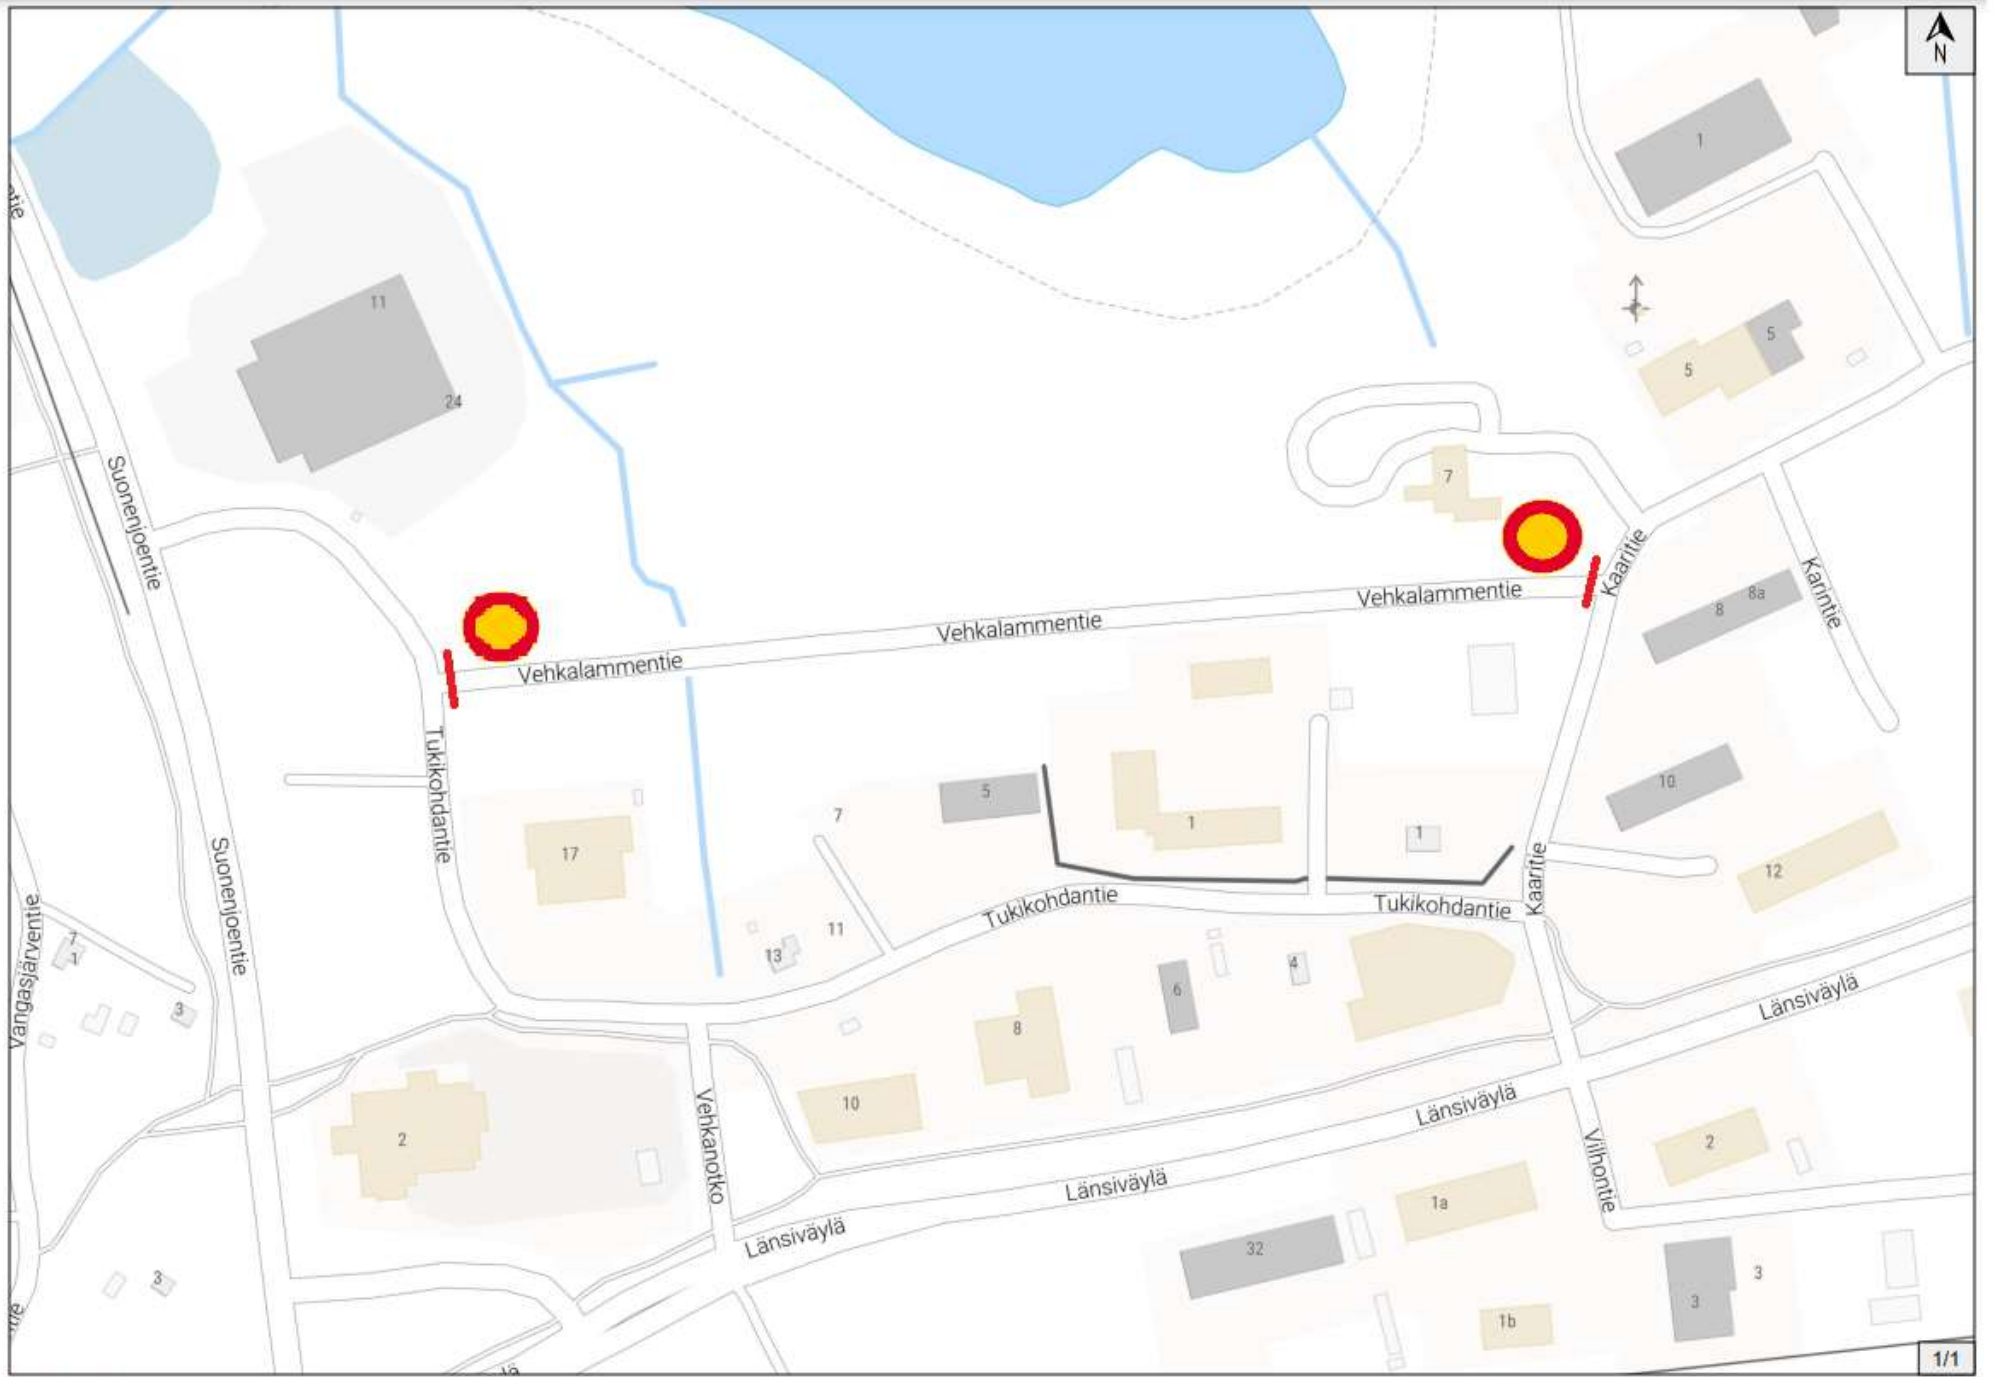 N
1
11
5
5
24
7
Suonenjoentie
Kaaritie
Karintie
8
8a
Vehkalammentie
Vehkalammentie
Vehkalammentie
Tukikohdantie
10
5
7
1
1
17
Suonenjoentie
Kaaritie
12
Tukikohdantie
Tukikohdantie
Vangasjärventie
11
13
7
1
3
4
6
8
Länsiväylä
10
Vehkanotko
Länsiväylä
2
Vilhontie
2
Länsiväylä
1a
Länsiväylä
32
3
3
3
1b
1/1